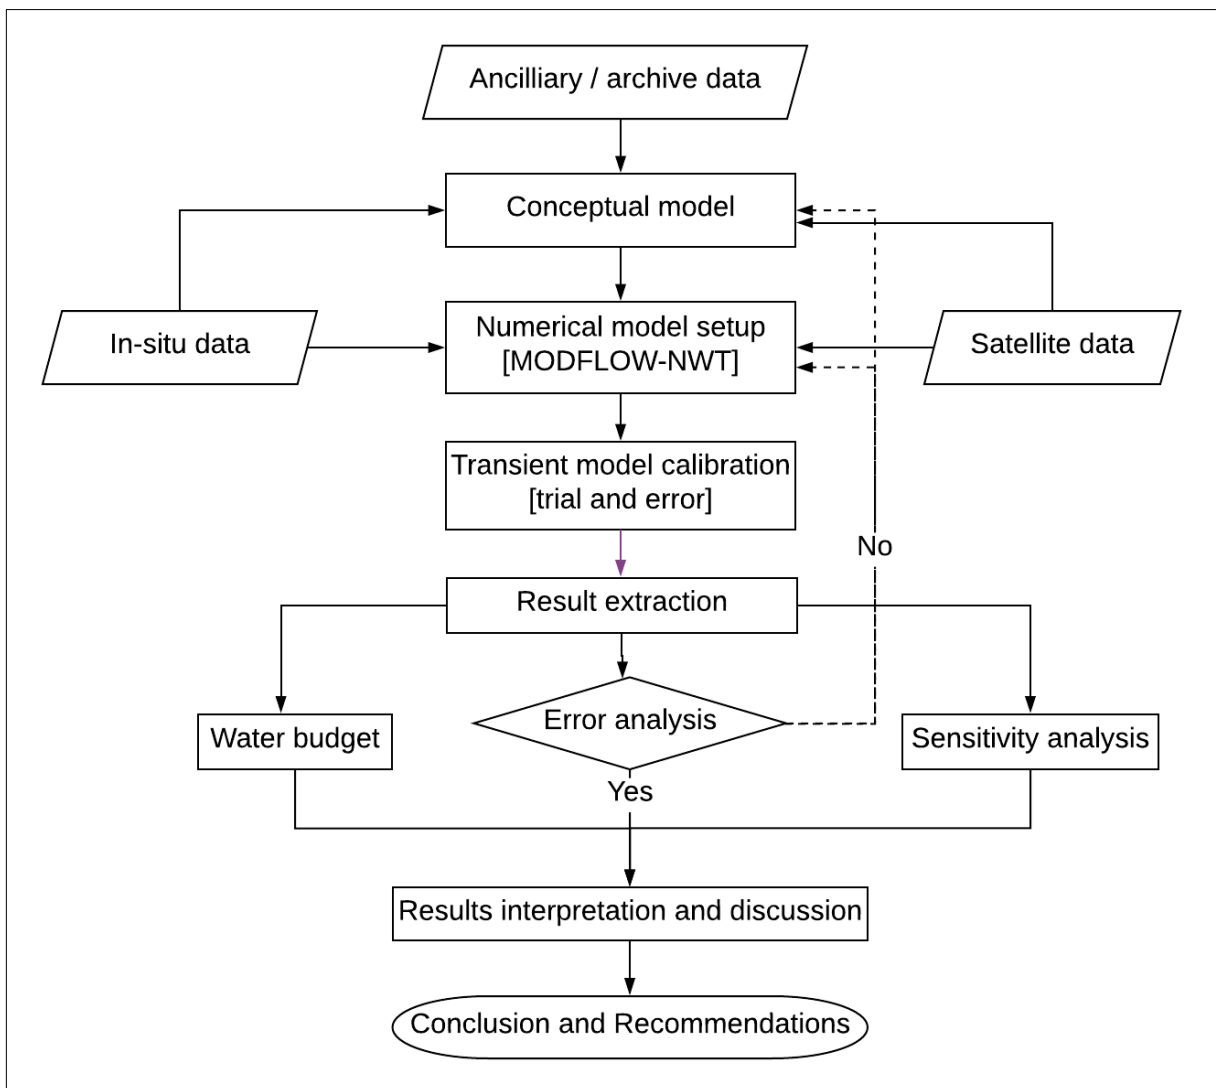 Ancilliary / archive data
Conceptual model
In-situ data
Numerical model setup
[MODFLOW-NWT]
Satellite data
Transient model calibration
[trial and error]
No
Result extraction
Water budget
Error analysis
Sensitivity analysis
Yes
Results interpretation and discussion
Conclusion and Recommendations